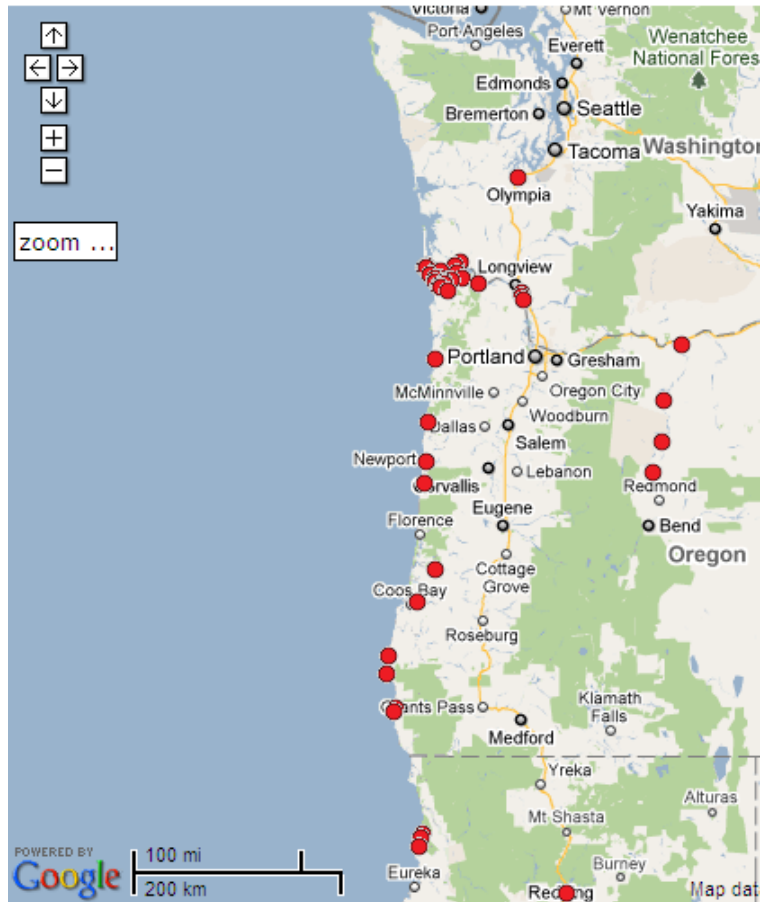 Victoria
Mt Vernon
Port Angeles
Everett
Wenatchee
National Fores
Edmonds
Seattle
Bremerton
Tacoma
Washington
Olympia
Yakima
zoom ...
Longview
Portland
Gresham
McMinnville
Oregon City
Woodburn
Dallas
Salem
Newport
Lebanon
Corvallis
Redmond
Eugene
Florence
Bend
Oregon
Cottage
Grove
Coos Bay
Roseburg
Klamath
Falls
Grants Pass
Medford
Yreka
Alturas
Mt Shasta
POWERED BY
Google
100 mi
200 km
Eureka
Burney
Redding
Map dat